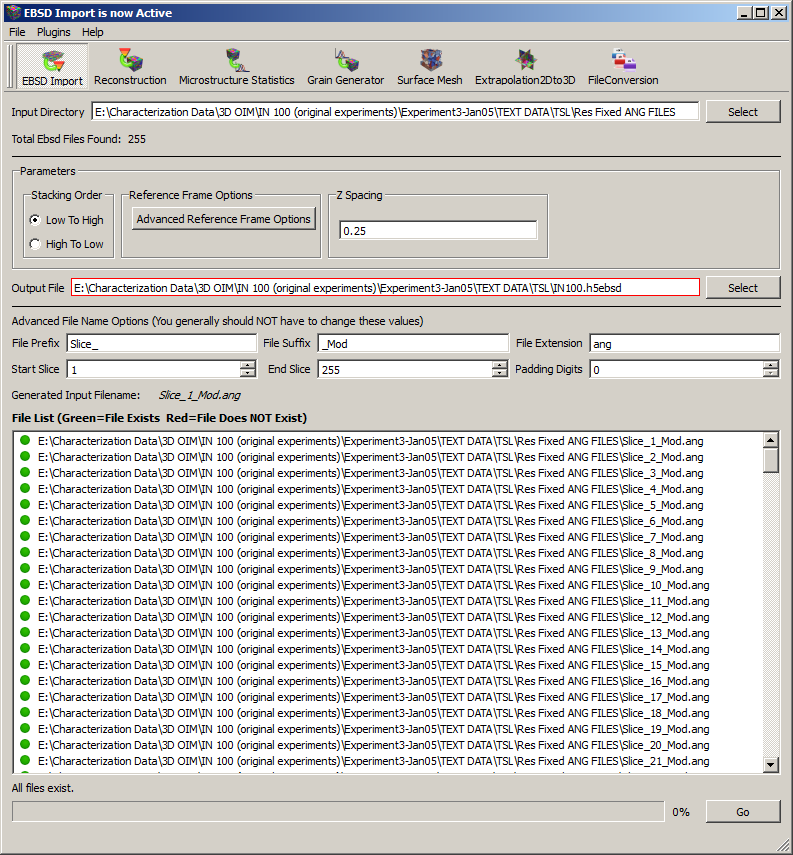 EBSD Import is now Active
File Plugins Help
EBSD Import Reconstruction Microstructure Statistics Grain Generator Surface Mesh Extrapolation2Dto3D FileConversion
Input Directory E:\Characterization Data\3D OIM\IN 100 (original experiments)\Experiment3-Jan05\TEXT DATA\TSL\Res Fixed ANG FILES Select
Total Ebsd Files Found: 255
Parameters
Stacking Order Reference Frame Options Z Spacing
Low To High Advanced Reference Frame Options 0.25
High To Low
Output File E:\Characterization Data\3D OIM\IN 100 (original experiments)\Experiment3-Jan05\TEXT DATA\TSL\IN100.h5ebsd Select
Advanced File Name Options (You generally should NOT have to change these values)
File Prefix Slice_ File Suffix _Mod File Extension ang
Start Slice 1 End Slice 255 Padding Digits 0
Generated Input Filename: Slice_1_Mod.ang
File List (Green=File Exists Red=File Does NOT Exist)
E:\Characterization Data\3D OIM\IN 100 (original experiments)\Experiment3-Jan05\TEXT DATA\TSL\Res Fixed ANG FILES\Slice_1_Mod.ang
E:\Characterization Data\3D OIM\IN 100 (original experiments)\Experiment3-Jan05\TEXT DATA\TSL\Res Fixed ANG FILES\Slice_2_Mod.ang
E:\Characterization Data\3D OIM\IN 100 (original experiments)\Experiment3-Jan05\TEXT DATA\TSL\Res Fixed ANG FILES\Slice_3_Mod.ang
E:\Characterization Data\3D OIM\IN 100 (original experiments)\Experiment3-Jan05\TEXT DATA\TSL\Res Fixed ANG FILES\Slice_4_Mod.ang
E:\Characterization Data\3D OIM\IN 100 (original experiments)\Experiment3-Jan05\TEXT DATA\TSL\Res Fixed ANG FILES\Slice_5_Mod.ang
E:\Characterization Data\3D OIM\IN 100 (original experiments)\Experiment3-Jan05\TEXT DATA\TSL\Res Fixed ANG FILES\Slice_6_Mod.ang
E:\Characterization Data\3D OIM\IN 100 (original experiments)\Experiment3-Jan05\TEXT DATA\TSL\Res Fixed ANG FILES\Slice_7_Mod.ang
E:\Characterization Data\3D OIM\IN 100 (original experiments)\Experiment3-Jan05\TEXT DATA\TSL\Res Fixed ANG FILES\Slice_8_Mod.ang
E:\Characterization Data\3D OIM\IN 100 (original experiments)\Experiment3-Jan05\TEXT DATA\TSL\Res Fixed ANG FILES\Slice_9_Mod.ang
E:\Characterization Data\3D OIM\IN 100 (original experiments)\Experiment3-Jan05\TEXT DATA\TSL\Res Fixed ANG FILES\Slice_10_Mod.ang
E:\Characterization Data\3D OIM\IN 100 (original experiments)\Experiment3-Jan05\TEXT DATA\TSL\Res Fixed ANG FILES\Slice_11_Mod.ang
E:\Characterization Data\3D OIM\IN 100 (original experiments)\Experiment3-Jan05\TEXT DATA\TSL\Res Fixed ANG FILES\Slice_12_Mod.ang
E:\Characterization Data\3D OIM\IN 100 (original experiments)\Experiment3-Jan05\TEXT DATA\TSL\Res Fixed ANG FILES\Slice_13_Mod.ang
E:\Characterization Data\3D OIM\IN 100 (original experiments)\Experiment3-Jan05\TEXT DATA\TSL\Res Fixed ANG FILES\Slice_14_Mod.ang
E:\Characterization Data\3D OIM\IN 100 (original experiments)\Experiment3-Jan05\TEXT DATA\TSL\Res Fixed ANG FILES\Slice_15_Mod.ang
E:\Characterization Data\3D OIM\IN 100 (original experiments)\Experiment3-Jan05\TEXT DATA\TSL\Res Fixed ANG FILES\Slice_16_Mod.ang
E:\Characterization Data\3D OIM\IN 100 (original experiments)\Experiment3-Jan05\TEXT DATA\TSL\Res Fixed ANG FILES\Slice_17_Mod.ang
E:\Characterization Data\3D OIM\IN 100 (original experiments)\Experiment3-Jan05\TEXT DATA\TSL\Res Fixed ANG FILES\Slice_18_Mod.ang
E:\Characterization Data\3D OIM\IN 100 (original experiments)\Experiment3-Jan05\TEXT DATA\TSL\Res Fixed ANG FILES\Slice_19_Mod.ang
E:\Characterization Data\3D OIM\IN 100 (original experiments)\Experiment3-Jan05\TEXT DATA\TSL\Res Fixed ANG FILES\Slice_20_Mod.ang
E:\Characterization Data\3D OIM\IN 100 (original experiments)\Experiment3-Jan05\TEXT DATA\TSL\Res Fixed ANG FILES\Slice_21_Mod.ang
All files exist.
0% Go